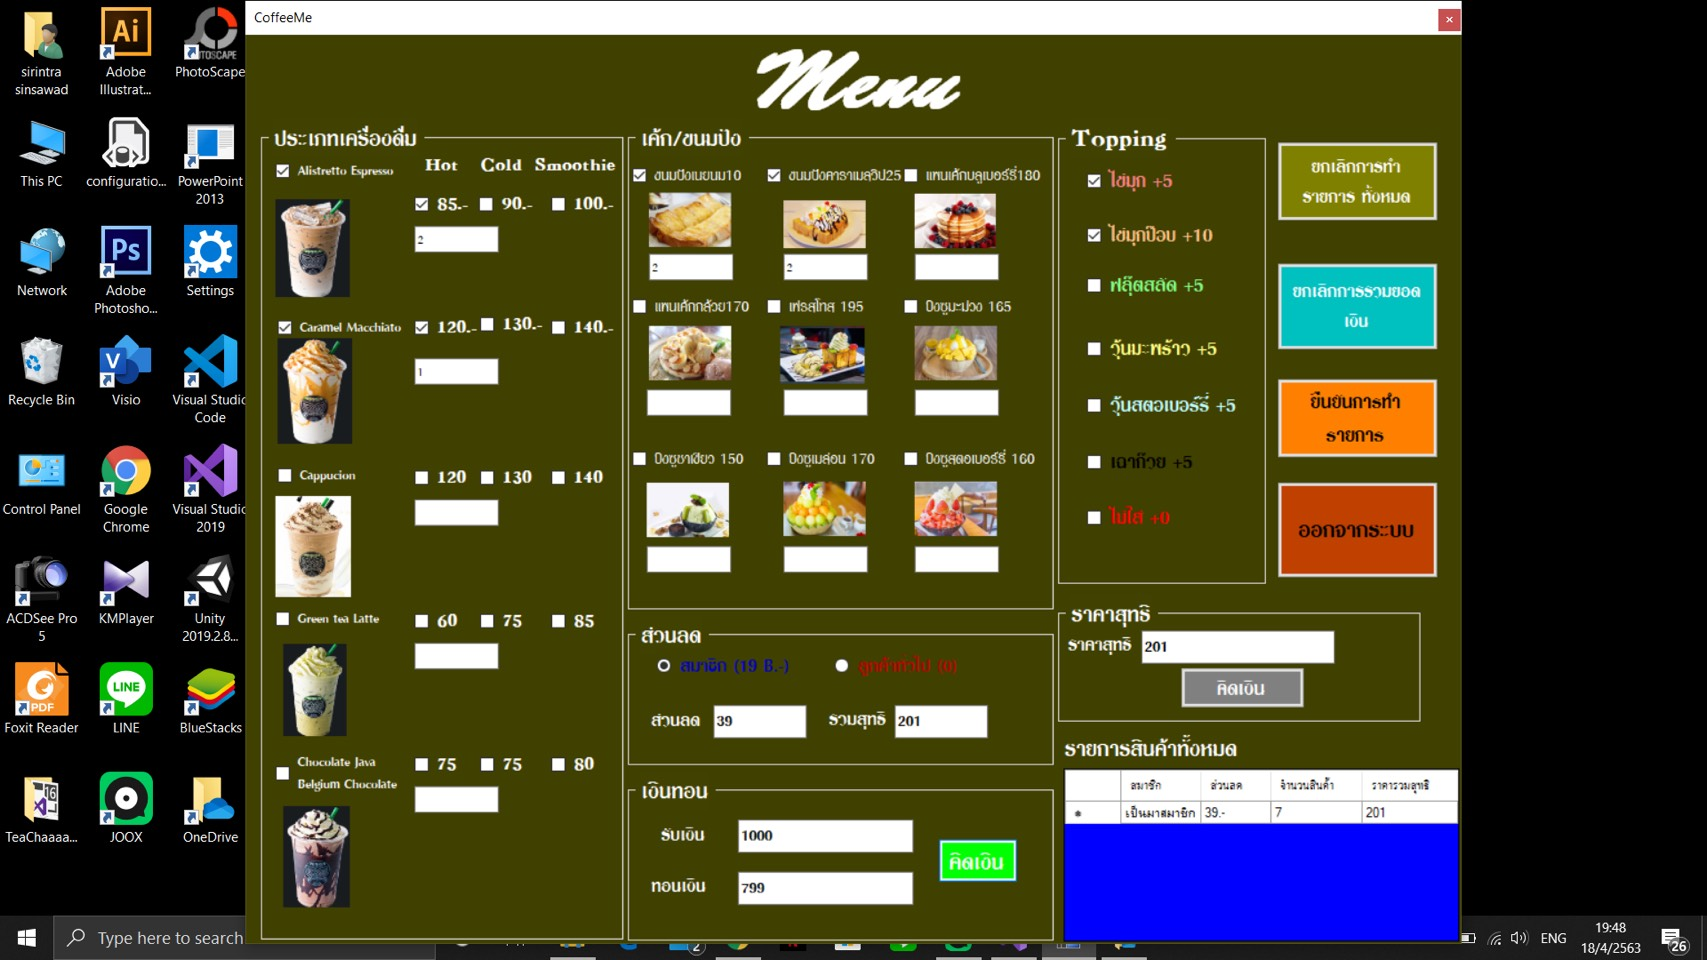 CoffeeMe
Menu
ประเภทเครื่องดื่ม
Hot Cold Smoothie
Alistretto Espresso
85.- 90.- 100.-
2
Caramel Macchiato 120.- 130.- 140.-
1
Cappucion 120 130 140
Green tea Latte 60 75 85
Chocolate Java
Belgium Chocolate
75 75 80
เค้ก/ขนมปัง
ขนมปังเนยนม10 ขนมปังคาราเมลวิป25 แพนเค้กบลูเบอร์รี่180
2 2
แพนเค้กกล้วย170 เฟรสโทส 195 ปังชูมะม่วง 165
ปังชูชาเขียว 150 ปังชูเมล่อน 170 ปังชูสตอเบอร์รี่ 160
Topping
ไข่มุก +5
ไข่มุกป๊อบ +10
ฟลุ๊ตสลัด +5
วุ้นมะพร้าว +5
วุ้นสตอเบอร์รี่ +5
เฉาก๊วย +5
ไม่ใส่ +0
ยกเลิกการทำ
รายการ ทั้งหมด
ยกเลิกการรวมยอด
เงิน
ยืนยันการทำ
รายการ
ออกจากระบบ
ส่วนลด
สมาชิก (19 B.-) ลูกค้าทั่วไป (0)
ส่วนลด 39 รวมสุทธิ 201
ราคาสุทธิ
ราคาสุทธิ 201
คิดเงิน
เงินทอน
รับเงิน 1000
ทอนเงิน 799
คิดเงิน
รายการสินค้าทั้งหมด
สมาชิก ส่วนลด จำนวนสินค้า ราคารวมสุทธิ
เป็นมาสมาชิก 39.- 7 201
sirintra
sinsawad
Adobe
Illustrat...
PhotoScape
This PC
configuratio...
PowerPoint
2013
Network
Adobe
Photosho...
Settings
Recycle Bin
Visio
Visual Studio
Code
Control Panel
Google
Chrome
Visual Studio
2019
ACDSee Pro
5
KMPlayer
Unity
2019.2.8...
Foxit Reader
LINE
BlueStacks
TeaChaaaa...
JOOX
OneDrive
Type here to search
2
ENG
19:48
18/4/2563
26